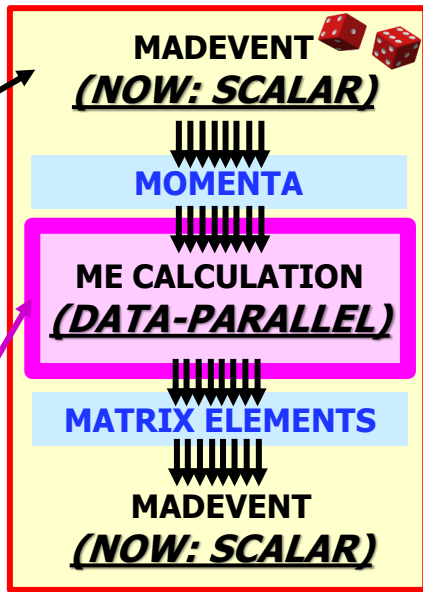 MADEVENT
(NOW: SCALAR)
MOMENTA
ME CALCULATION
(DATA-PARALLEL)
MATRIX ELEMENTS
MADEVENT
(NOW: SCALAR)